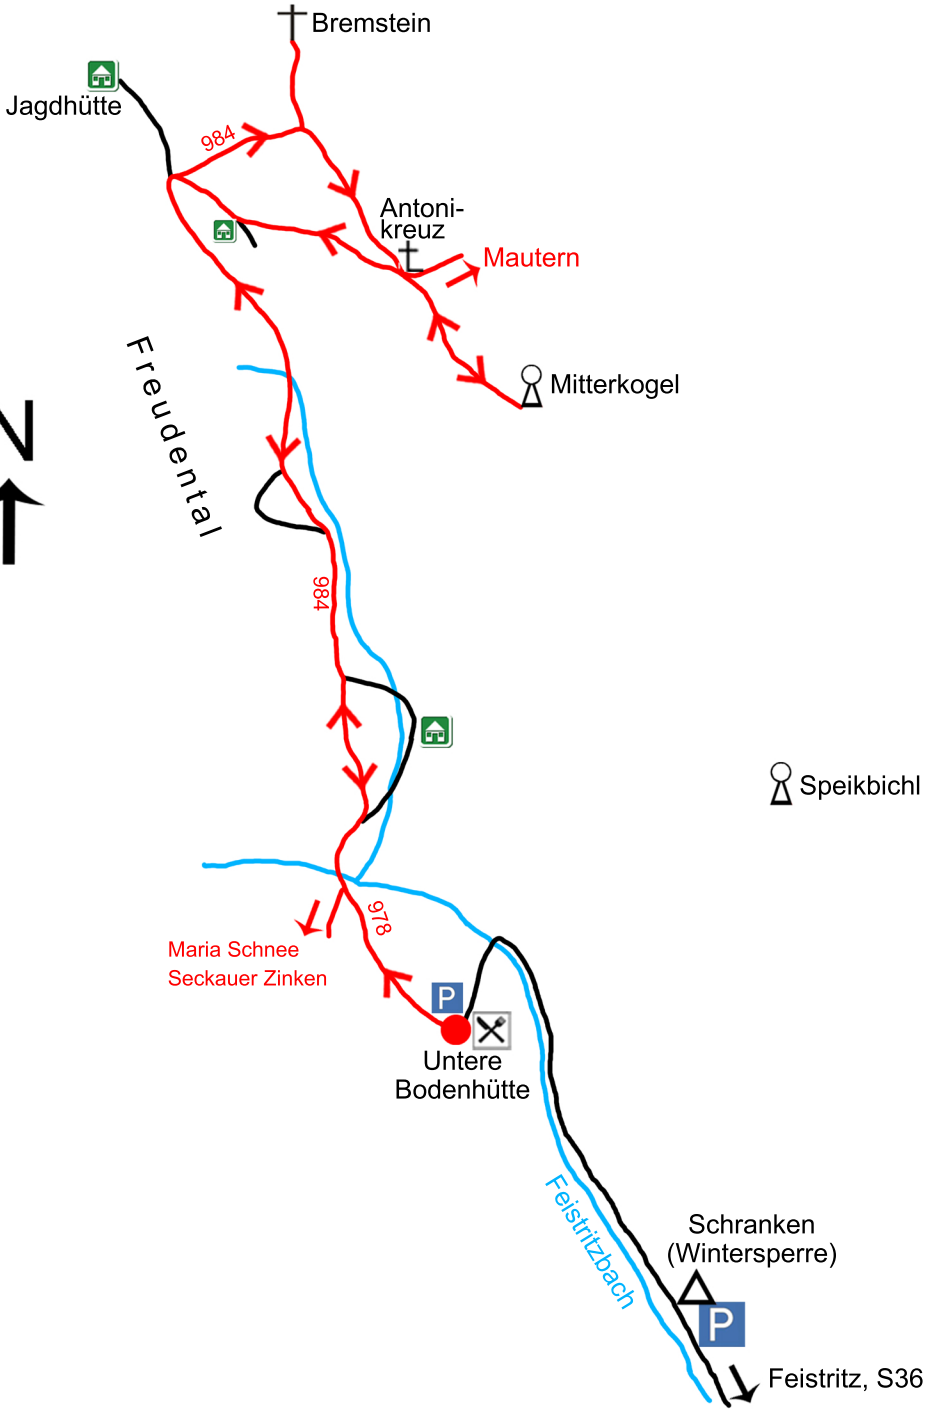 Bremstein
Jagdhütte
984
Antoni-
kreuz
Mautern
Freudental
Mitterkogel
N
984
Speikbichl
978
Maria Schnee
Seckauer Zinken
P
Untere
Bodenhütte
Feistritzbach
Schranken
(Wintersperre)
P
Feistritz, S36